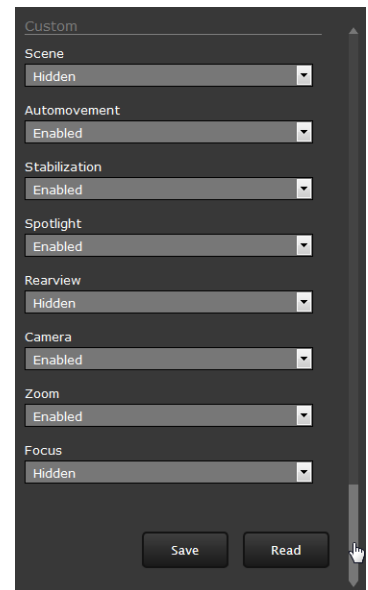 Custom
Scene
Hidden
Automovement
Enabled
Stabilization
Enabled
Spotlight
Enabled
Rearview
Hidden
Camera
Enabled
Zoom
Enabled
Focus
Hidden
Save Read